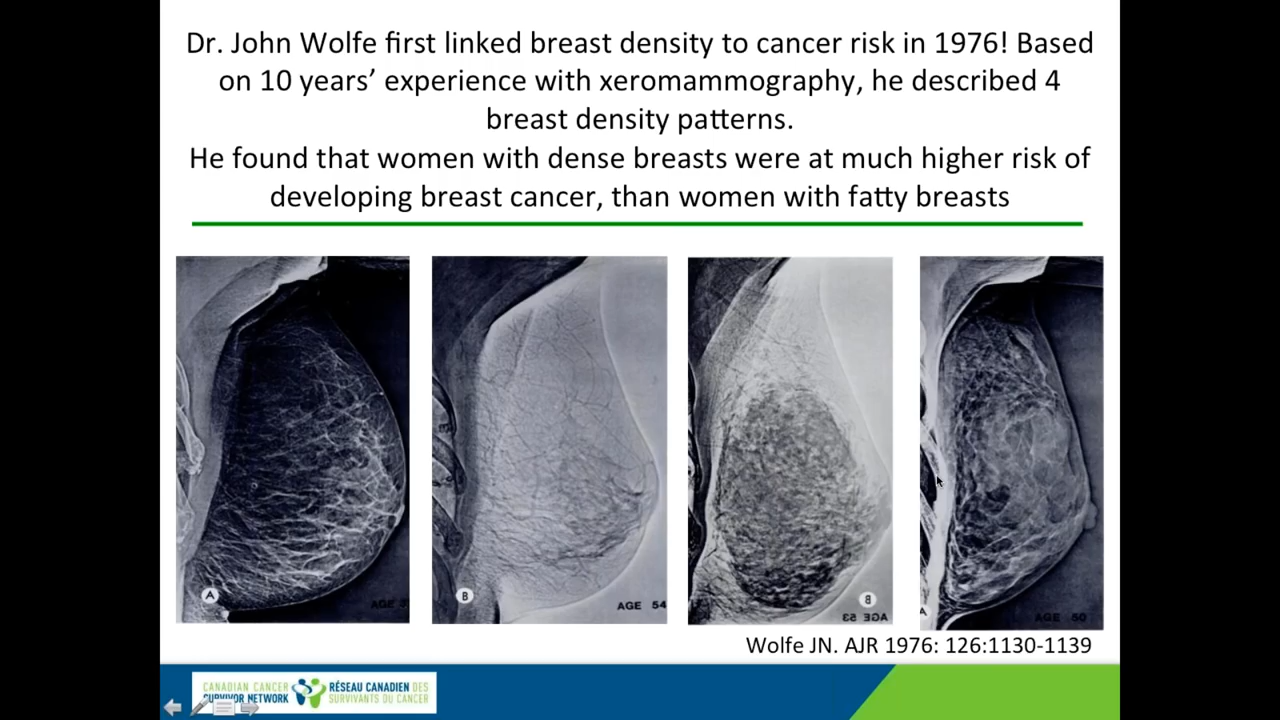 Dr. John Wolfe first linked breast density to cancer risk in 1976! Based
on 10 years’ experience with xeromammography, he described 4
breast density patterns.
He found that women with dense breasts were at much higher risk of
developing breast cancer, than women with fatty breasts
A
AGE
B
AGE 54
B
AGE 53
A
AGE 50
Wolfe JN. AJR 1976: 126:1130-1139
CANADIAN CANCER
SURVIVOR NETWORK
RÉSEAU CANADIEN DES
SURVIVANTS DU CANCER